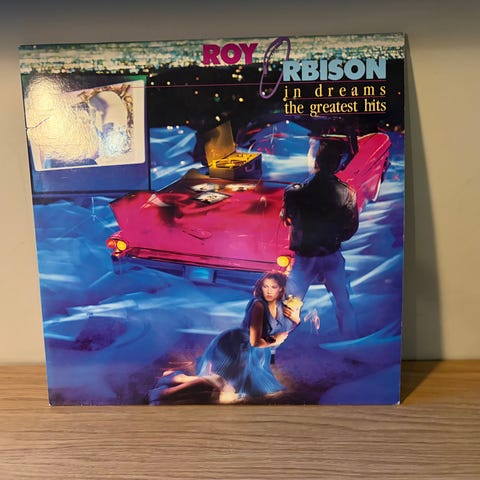 ROY ORBISON
in dreams
the greatest hits